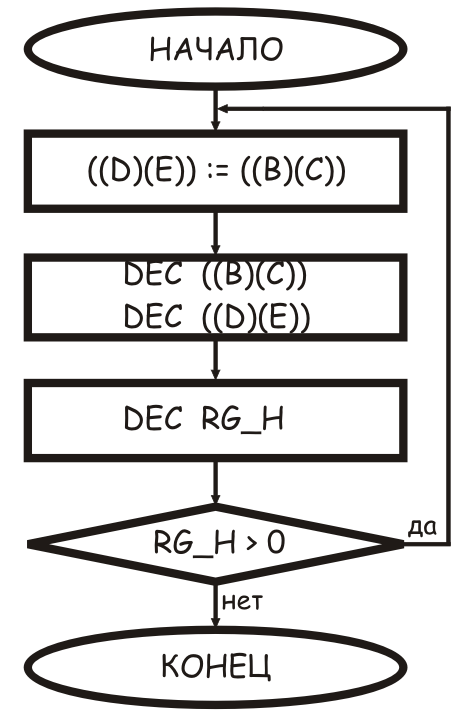 НАЧАЛО
((D)(E)) := ((B)(C))
DEC ((B)(C))
DEC ((D)(E))
DEC RG_H
RG_H > 0
да
нет
КОНЕЦ